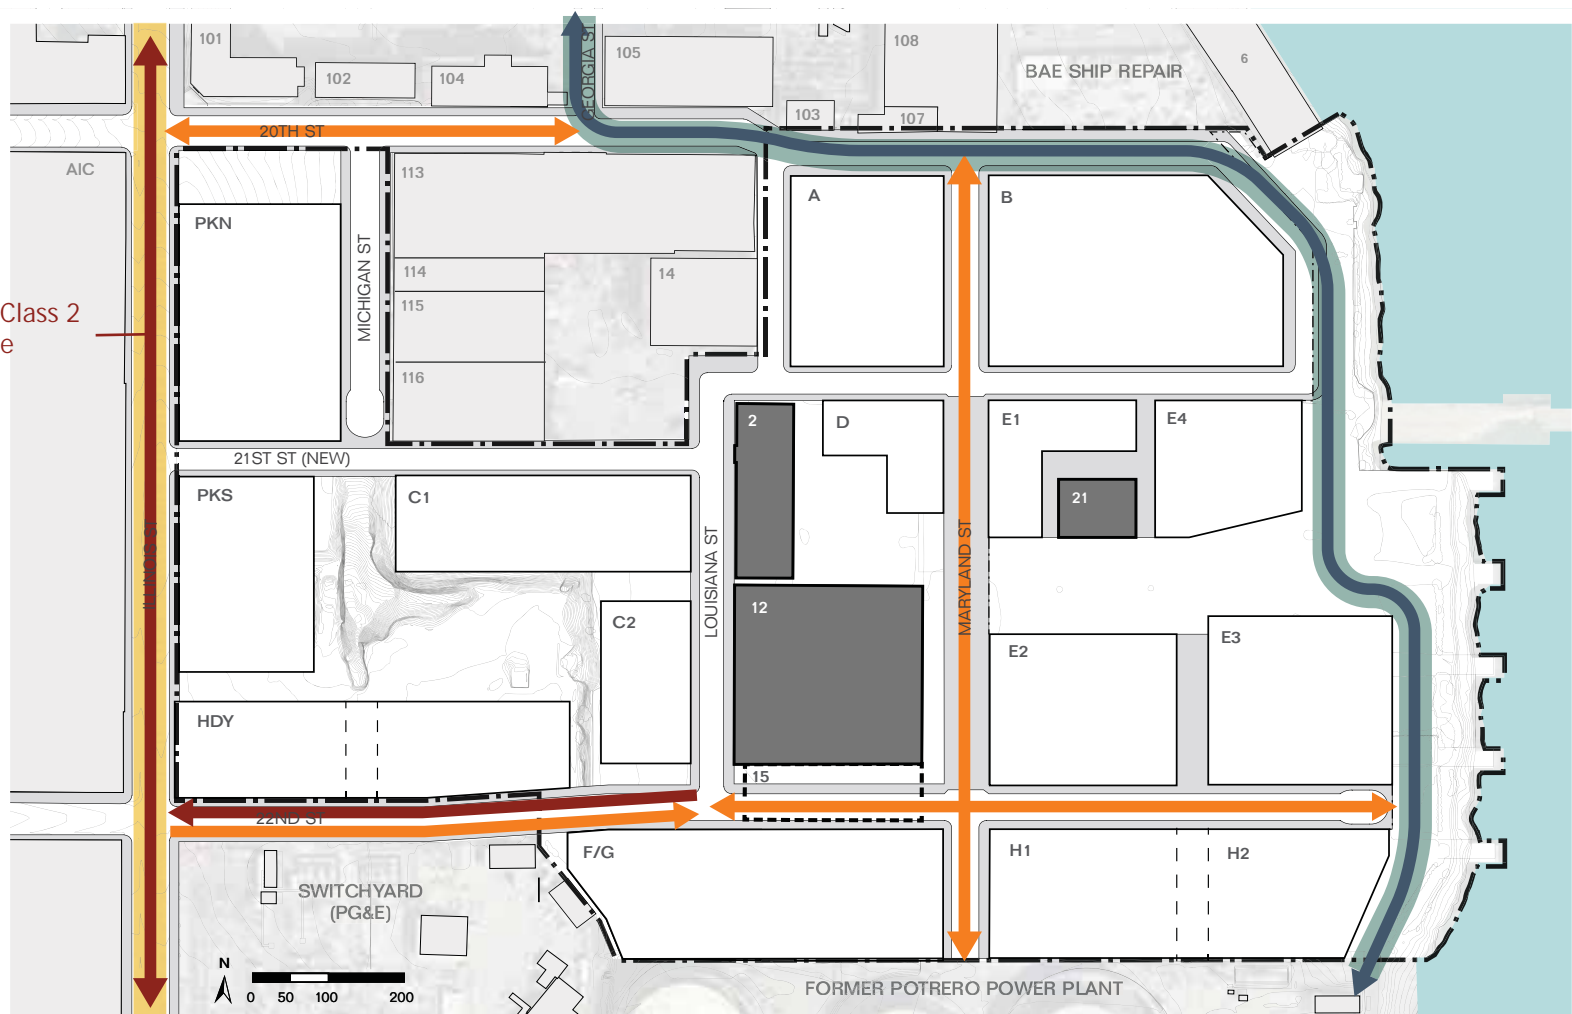 101
102
104
GEORGIA ST
105
108
103
107
BAE SHIP REPAIR
6
20TH ST
AIC
PKN
MICHIGAN ST
113
114
115
116
14
A
B
Class 2
e
21ST ST (NEW)
2
D
E1
E4
21
PKS
C1
ILLINOIS ST
LOUISIANA ST
MARYLAND ST
12
C2
E2
E3
HDY
15
22ND ST
F/G
H1
H2
SWITCHYARD
(PG&E)
N
0 50 100 200
FORMER POTRERO POWER PLANT